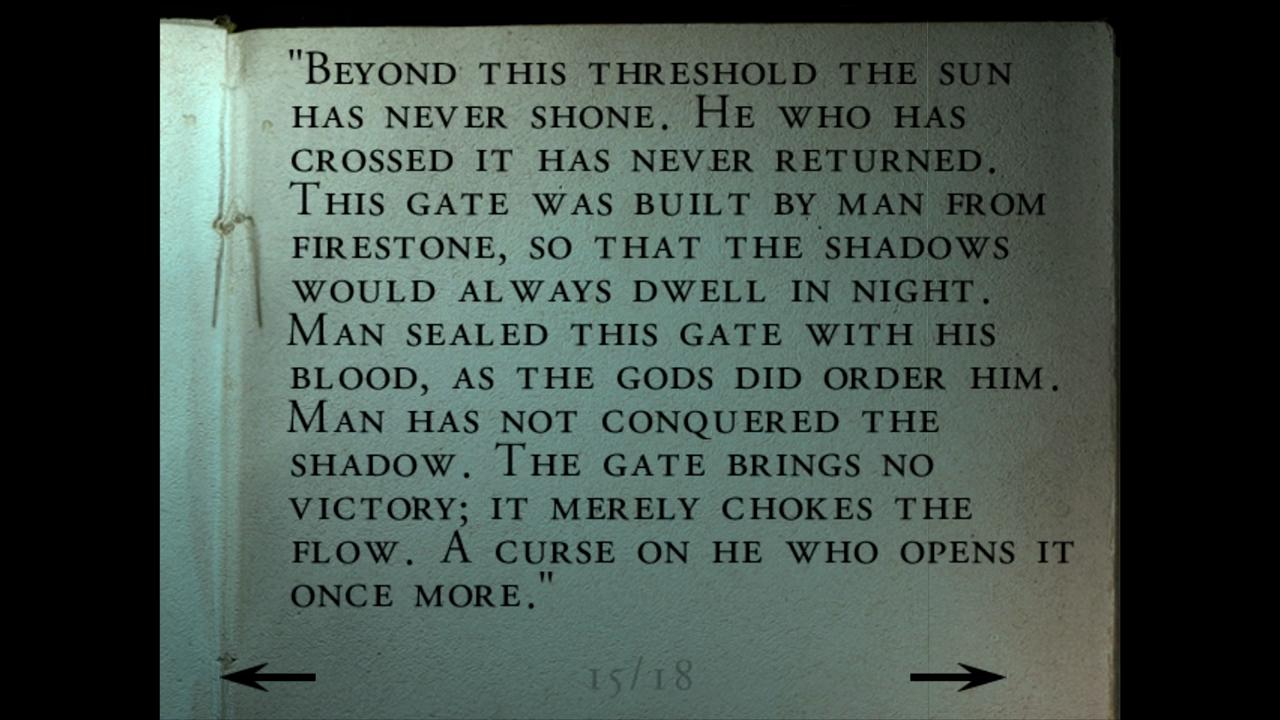 "Beyond this threshold the sun
has never shone. He who has
crossed it has never returned.
This gate was built by man from
firestone, so that the shadows
would always dwell in night.
Man sealed this gate with his
blood, as the gods did order him.
Man has not conquered the
shadow. The gate brings no
victory; it merely chokes the
flow. A curse on he who opens it
once more."
15/18